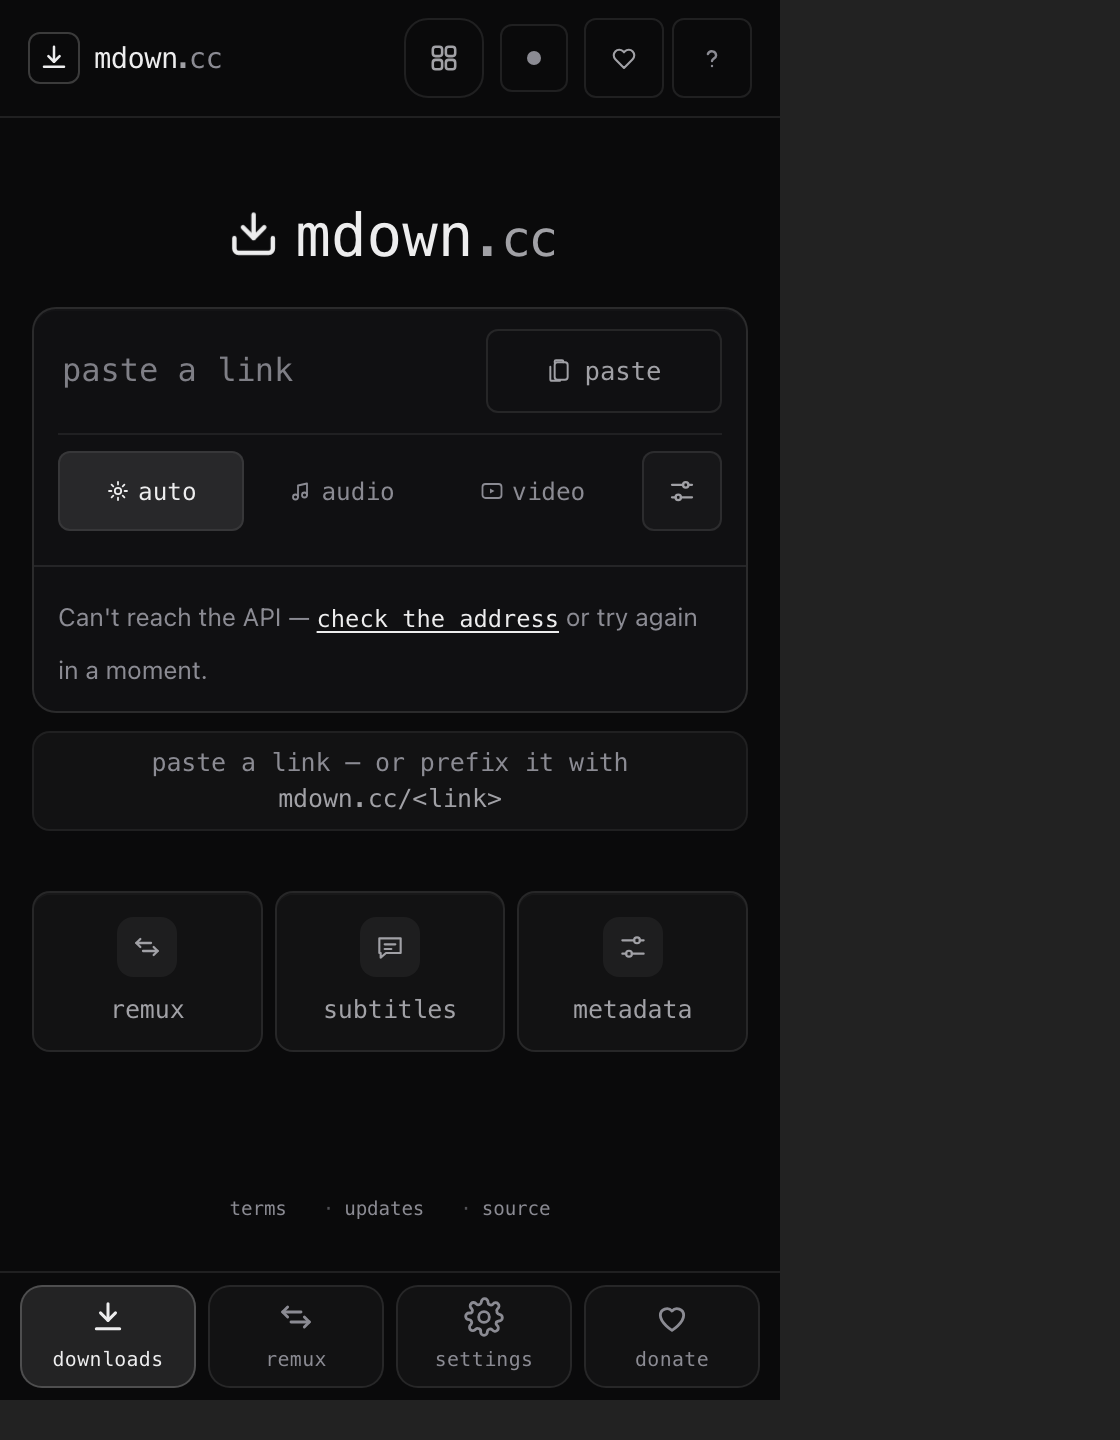 mdown.cc
?
mdown.cc
paste a link
paste
auto
audio
video
Can't reach the API — check the address or try again
in a moment.
paste a link — or prefix it with
mdown.cc/<link>
remux
subtitles
metadata
terms · updates · source
downloads
remux
settings
donate